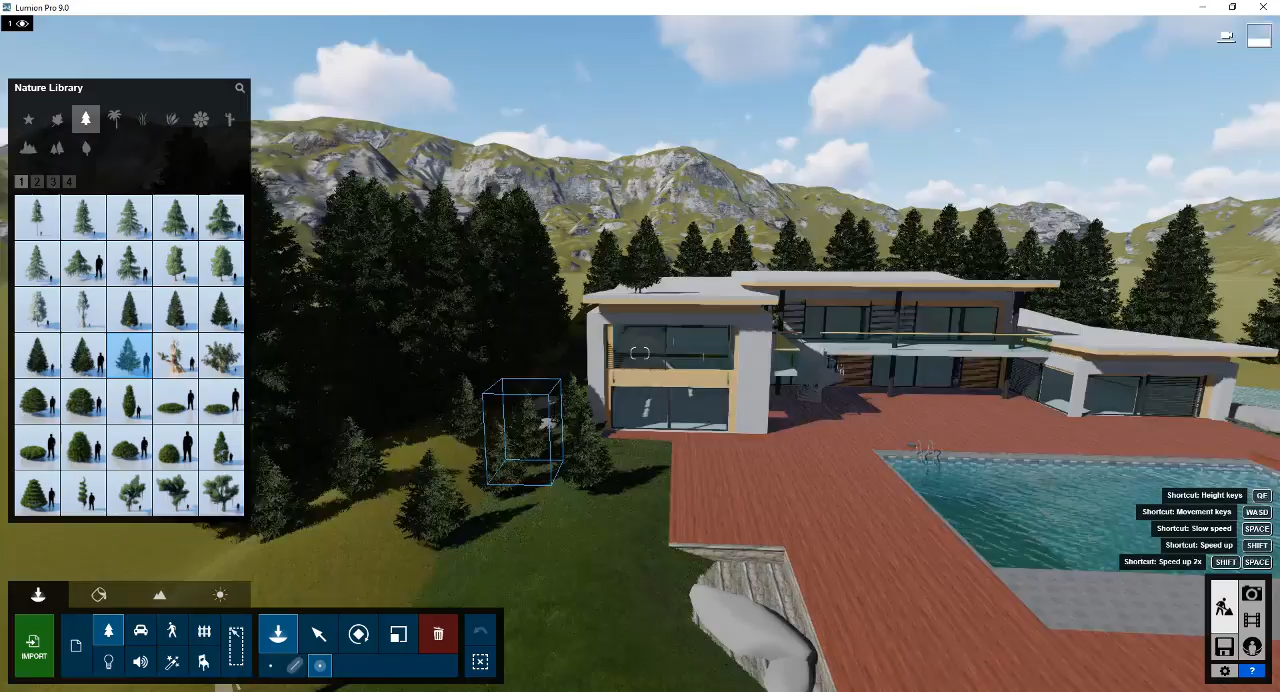 Lumion Pro 9.0
1
Nature Library
1 2 3 4
Shortcut: Height keys QF
Shortcut: Movement keys WASD
Shortcut: Slow speed SPACE
Shortcut: Speed up SHIFT
Shortcut: Speed up 2x SHIFT SPACE
IMPORT
?